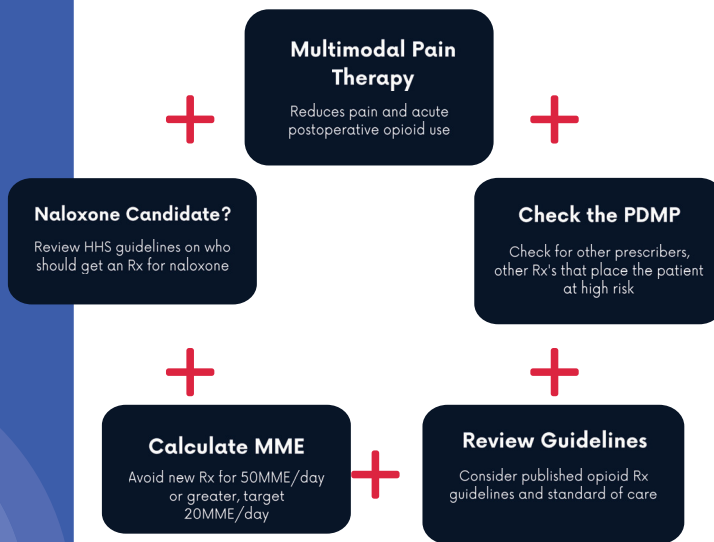 Multimodal Pain
Therapy
Reduces pain and acute
postoperative opioid use
Naloxone Candidate?
Review HHS guidelines on who
should get an Rx for naloxone
Check the PDMP
Check for other prescribers,
other Rx's that place the patient
at high risk
Calculate MME
Avoid new Rx for 50MME/day
or greater, target
20MME/day
Review Guidelines
Consider published opioid Rx
guidelines and standard of care